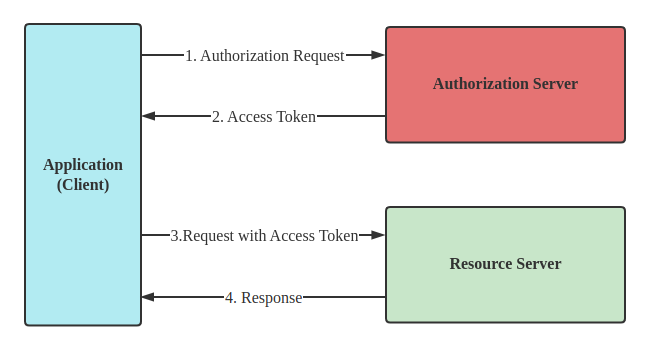 1. Authorization Request
Authorization Server
2. Access Token
Application
(Client)
3.Request with Access Token
Resource Server
4. Response